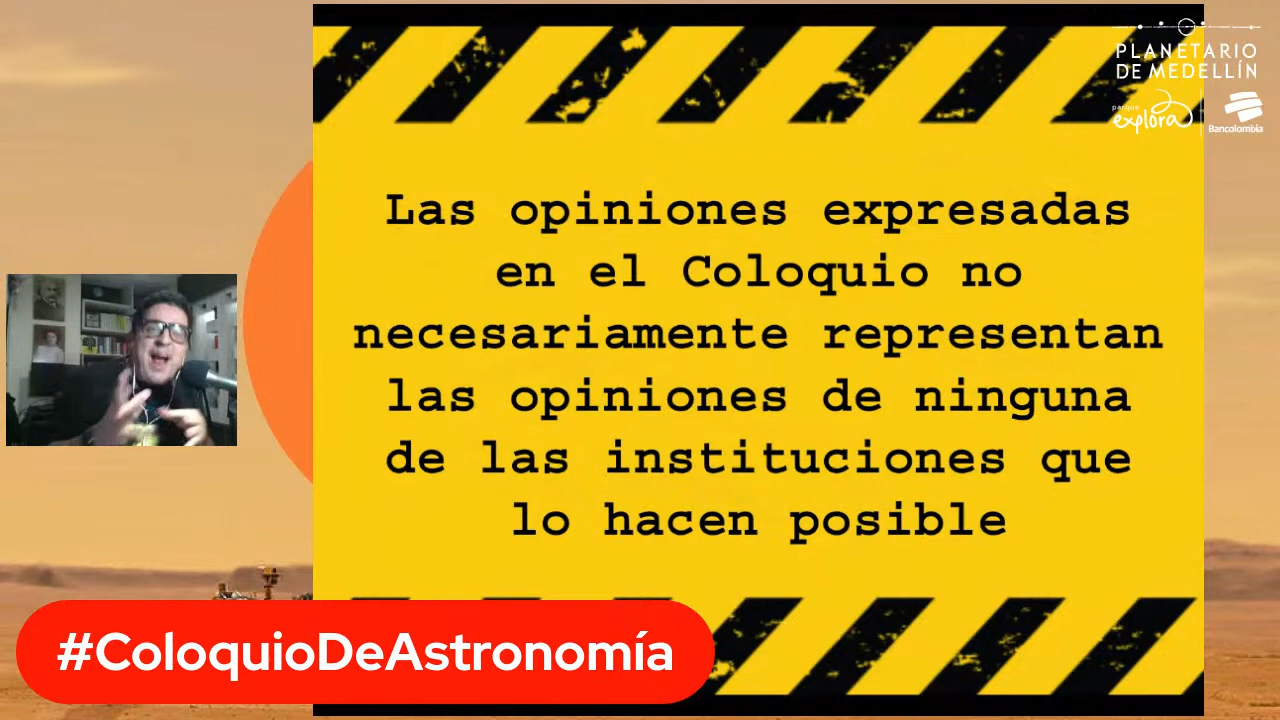 PLANETARIO
DE MEDELLÍN
parque
explora
Bancolombia
Las opiniones expresadas
en el Coloquio no
necesariamente representan
las opiniones de ninguna
de las instituciones que
lo hacen posible
#ColoquioDeAstronomía